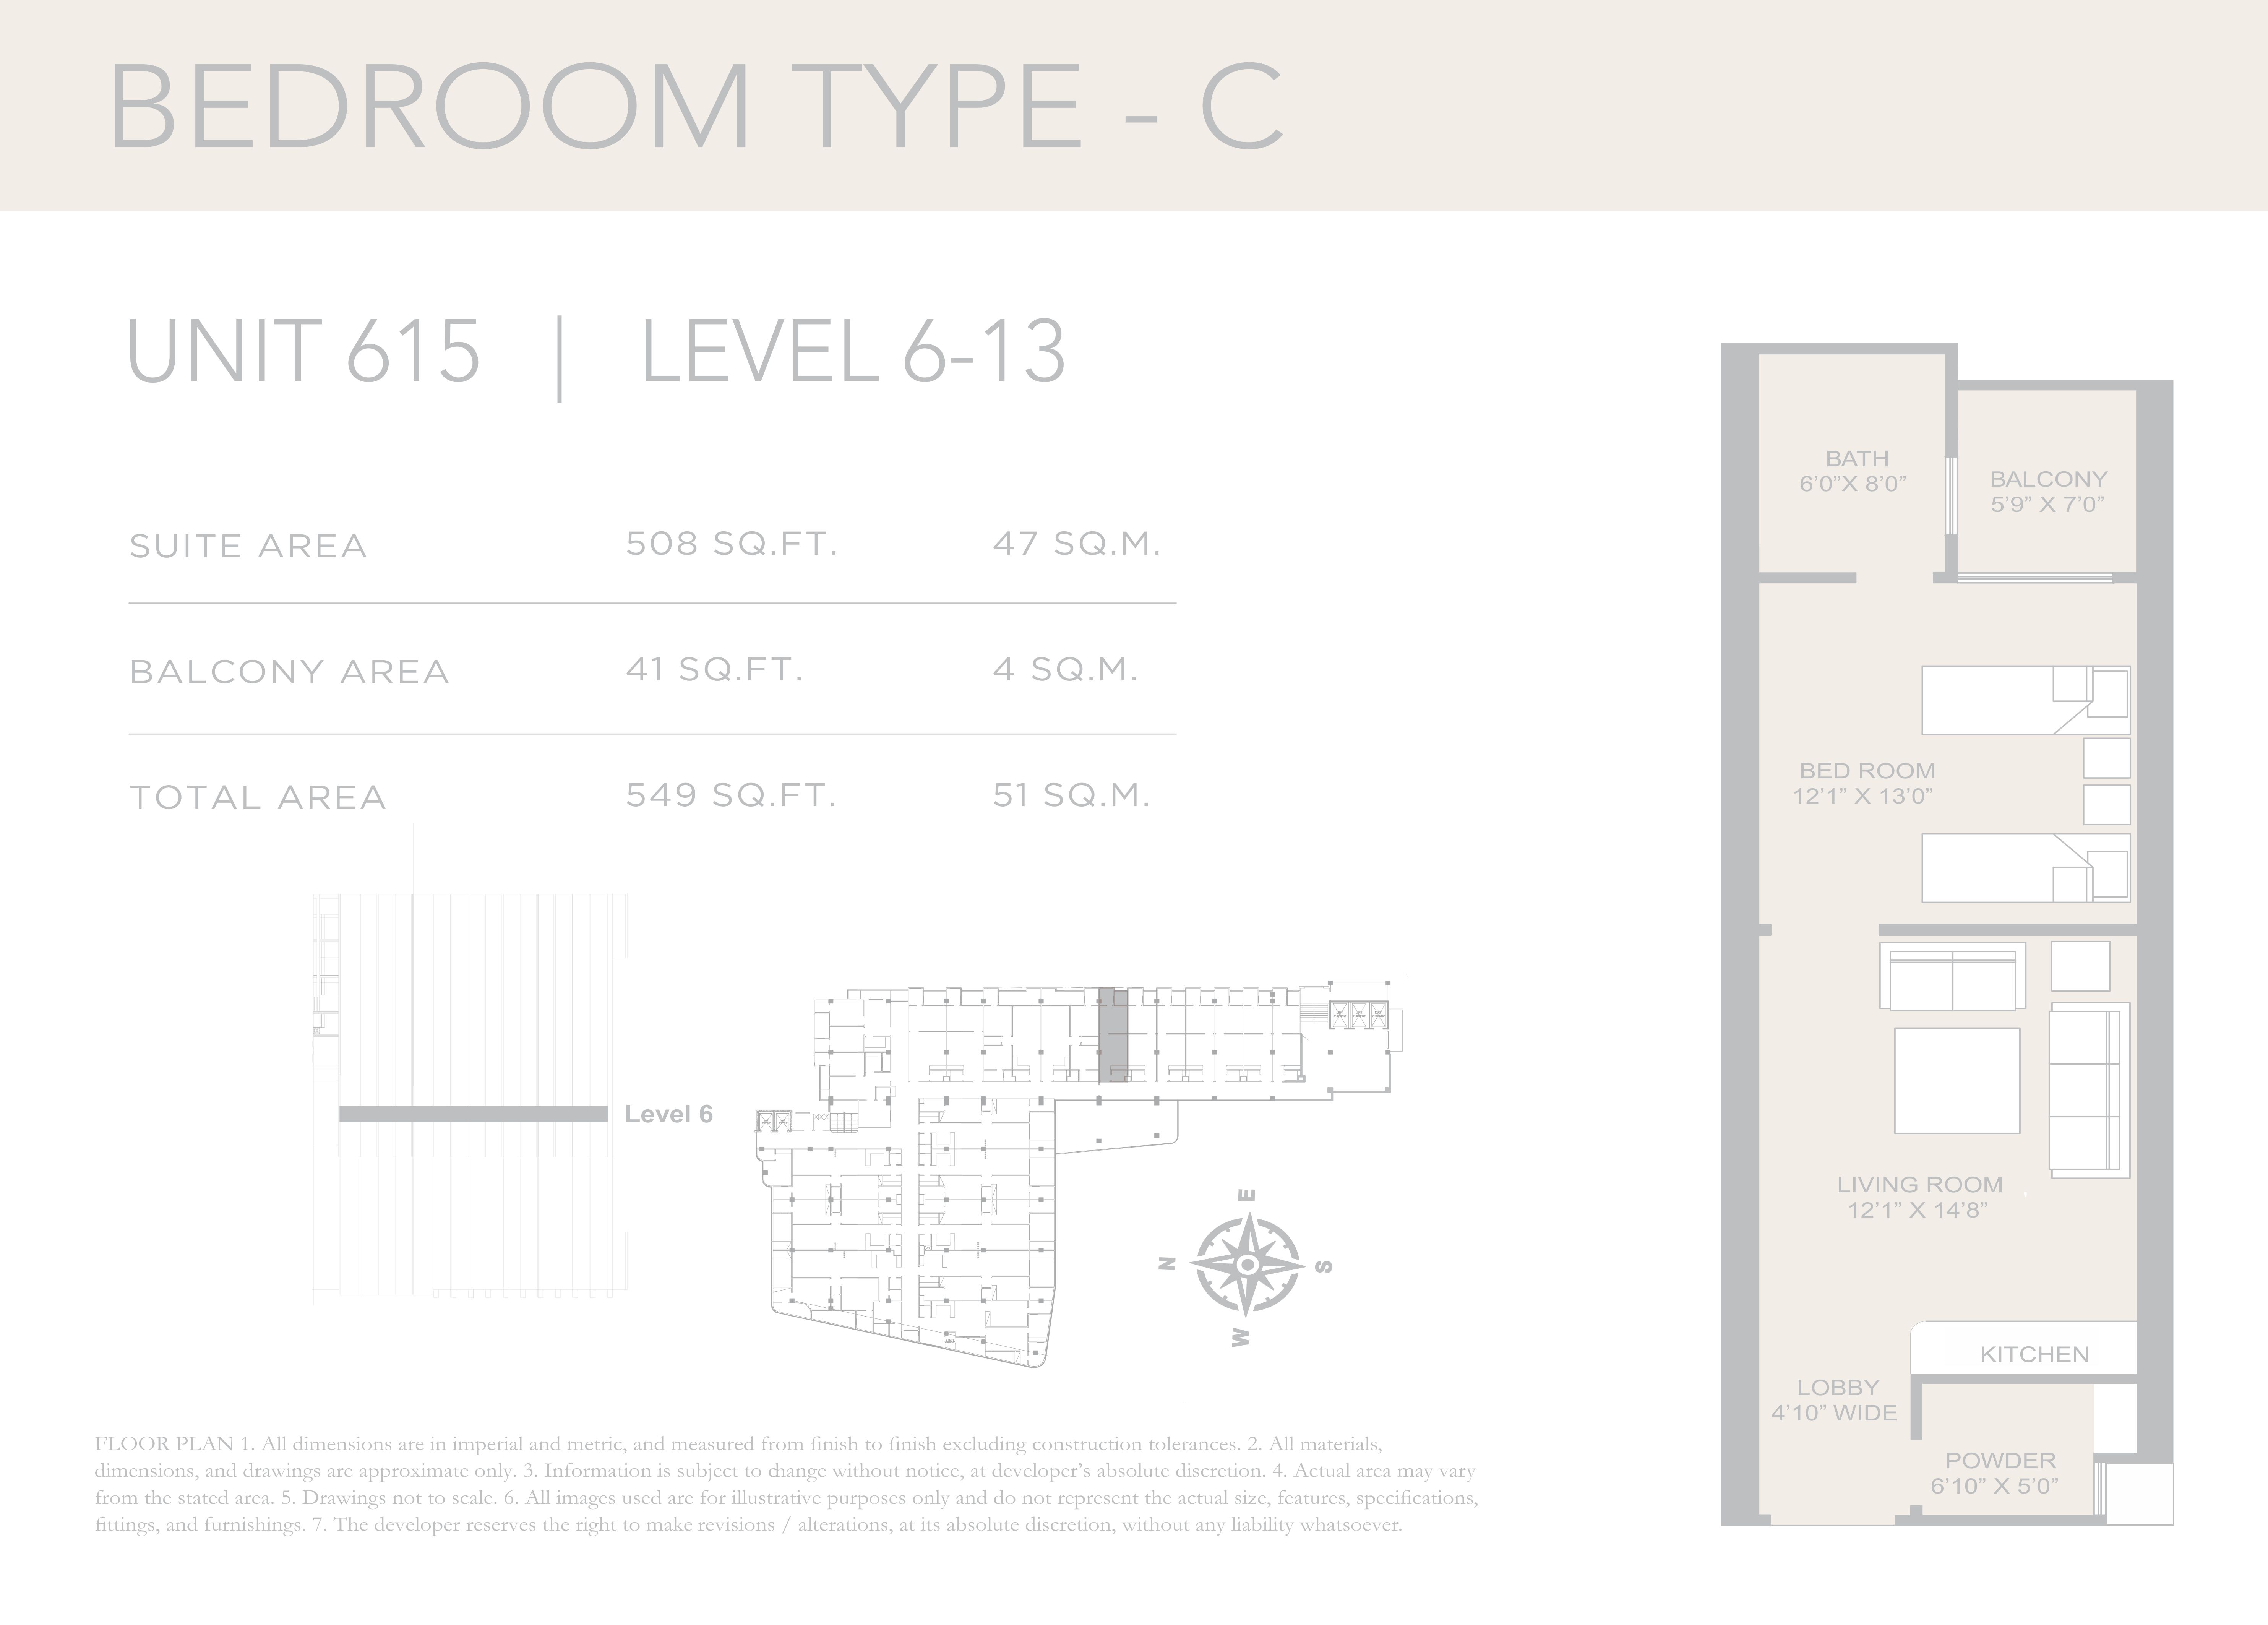 BEDROOM TYPE - C
UNIT 615 | LEVEL 6-13
SUITE AREA 508 SQ.FT. 47 SQ.M.
BALCONY AREA 41 SQ.FT. 4 SQ.M.
TOTAL AREA 549 SQ.FT. 51 SQ.M.
Level 6
E
N
S
W
BATH
6'0”X 8'0”
BALCONY
5'9” X 7'0”
BED ROOM
12'1” X 13'0”
LIVING ROOM
12'1” X 14'8”
KITCHEN
LOBBY
4'10” WIDE
POWDER
6'10” X 5'0”
FLOOR PLAN 1. All dimensions are in imperial and metric, and measured from finish to finish excluding construction tolerances. 2. All materials,
dimensions, and drawings are approximate only. 3. Information is subject to change without notice, at developer's absolute discretion. 4. Actual area may vary
from the stated area. 5. Drawings not to scale. 6. All images used are for illustrative purposes only and do not represent the actual size, features, specifications,
fittings, and furnishings. 7. The developer reserves the right to make revisions / alterations, at its absolute discretion, without any liability whatsoever.